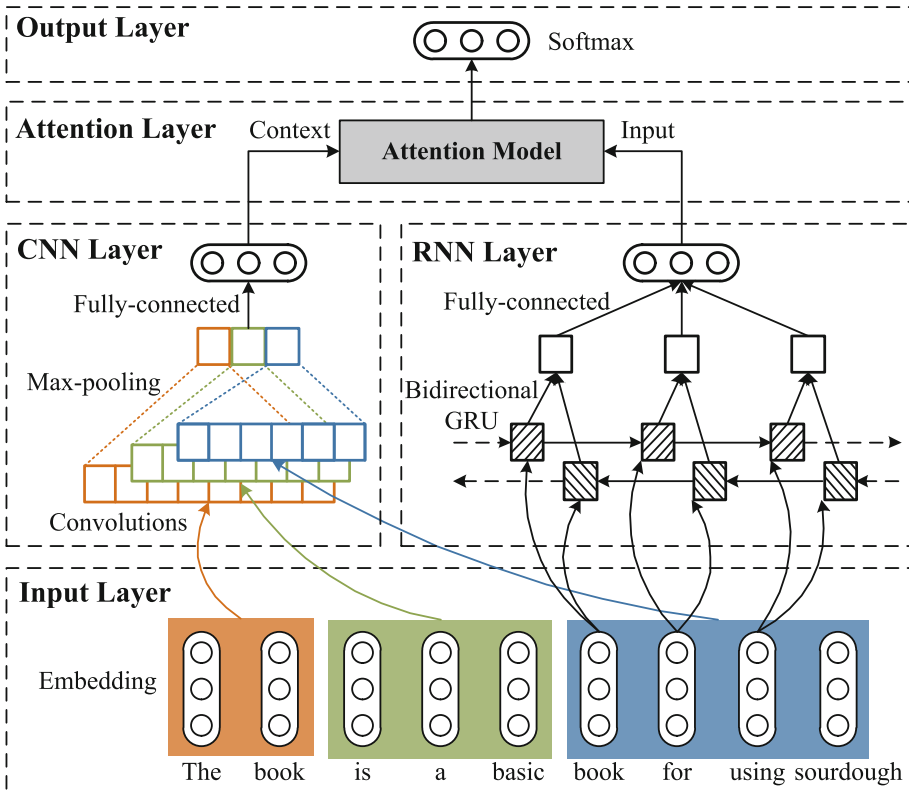 Output Layer
Softmax
Attention Layer
Context
Attention Model
Input
CNN Layer
Fully-connected
Max-pooling
Convolutions
RNN Layer
Fully-connected
Bidirectional
GRU
Input Layer
Embedding
The book is a basic book for using sourdough